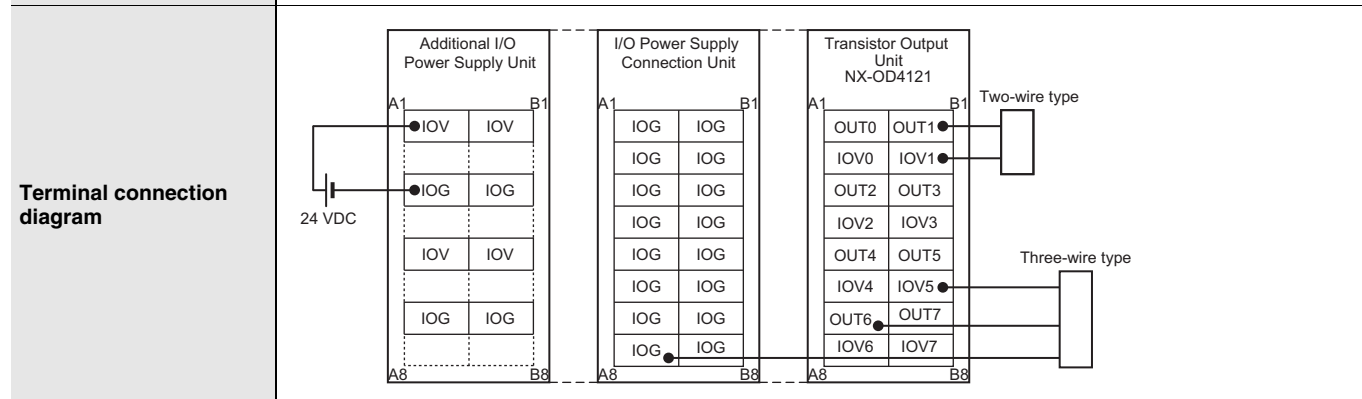 Terminal connection
diagram
Additional I/O
Power Supply Unit
A1 B1
IOV IOV
IOG IOG
IOV IOV
IOG IOG
A8 B8
24 VDC
I/O Power Supply
Connection Unit
A1 B1
IOG IOG
IOG IOG
IOG IOG
IOG IOG
IOG IOG
IOG IOG
IOG IOG
IOG IOG
A8 B8
Transistor Output
Unit
NX-OD4121
A1 B1
OUT0 OUT1
IOV0 IOV1
OUT2 OUT3
IOV2 IOV3
OUT4 OUT5
IOV4 IOV5
OUT6 OUT7
IOV6 IOV7
A8 B8
Two-wire type
Three-wire type